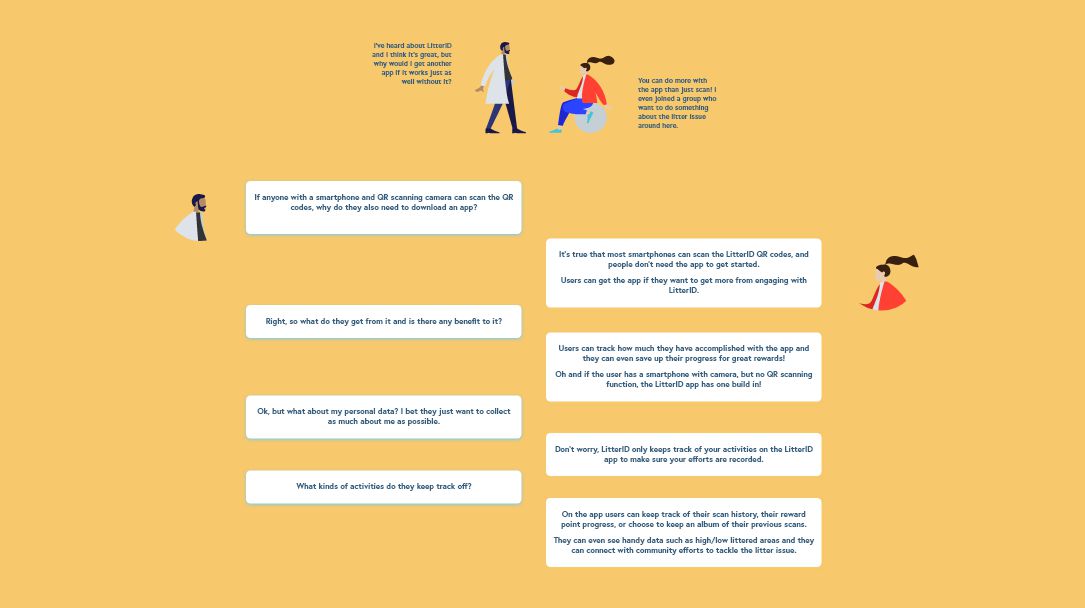 I've heard about LitterID
and I think it's great, but
why would I get another
app if it works just as
well without it?
You can do more with
the app than just scan! I
even joined a group who
want to do something
about the litter issue
around here.
If anyone with a smartphone and QR scanning camera can scan the QR
codes, why do they also need to download an app?
It's true that most smartphones can scan the LitterID QR codes, and
people don't need the app to get started.
Users can get the app if they want to get more from engaging with
LitterID.
Right, so what do they get from it and is there any benefit to it?
Users can track how much they have accomplished with the app and
they can even save up their progress for great rewards!
Oh and if the user has a smartphone with camera, but no QR scanning
function, the LitterID app has one build in!
Ok, but what about my personal data? I bet they just want to collect
as much about me as possible.
Don't worry, LitterID only keeps track of your activities on the LitterID
app to make sure your efforts are recorded.
What kinds of activities do they keep track off?
On the app users can keep track of their scan history, their reward
point progress, or choose to keep an album of their previous scans.
They can even see handy data such as high/low littered areas and they
can connect with community efforts to tackle the litter issue.